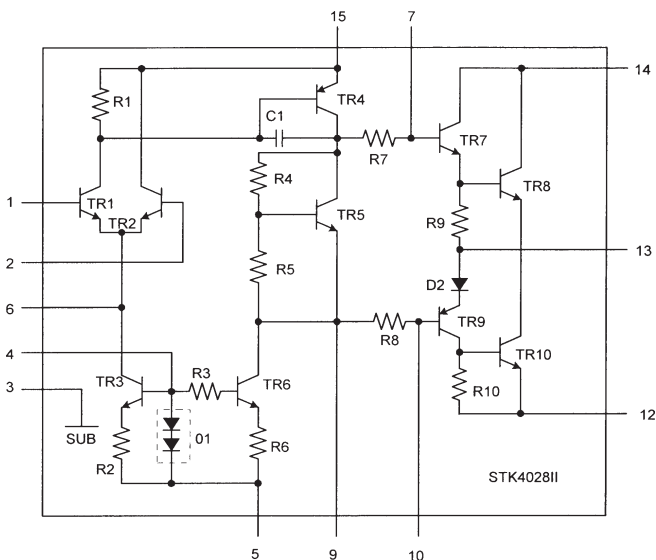 15 7
14
R1 TR4
C1 TR7
R7
R4 TR8
1 TR1 TR5
TR2 R9
13
2 R5 D2
6 TR9
R8
4 R3 TR10
TR3 TR6
3 R10
12
SUB 01 R6
R2
STK4028II
5 9 10